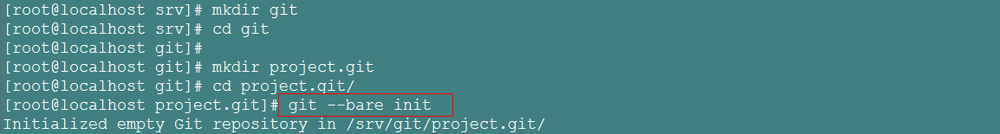 [root@localhost srv]# mkdir git
[root@localhost srv]# cd git
[root@localhost git]#
[root@localhost git]# mkdir project.git
[root@localhost git]# cd project.git/
[root@localhost project.git]# git --bare init
Initialized empty Git repository in /srv/git/project.git/